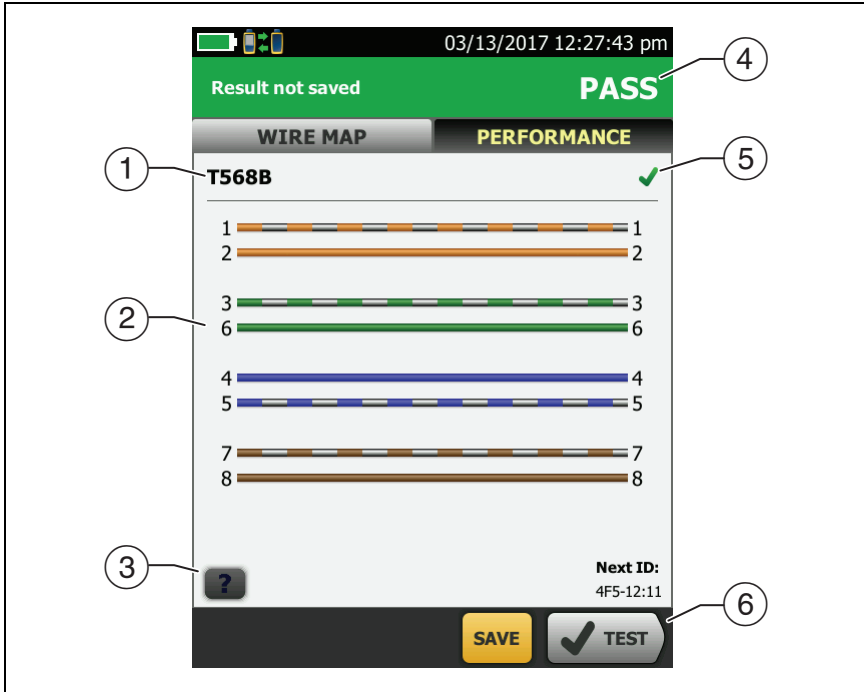 03/13/2017 12:27:43 pm
4
Result not saved PASS
WIRE MAP PERFORMANCE
5
1
T568B
1 1
2 2
3 3
2
6 6
4 4
5 5
7 7
8 8
3
?
Next ID:
4F5-12:11
6
SAVE TEST